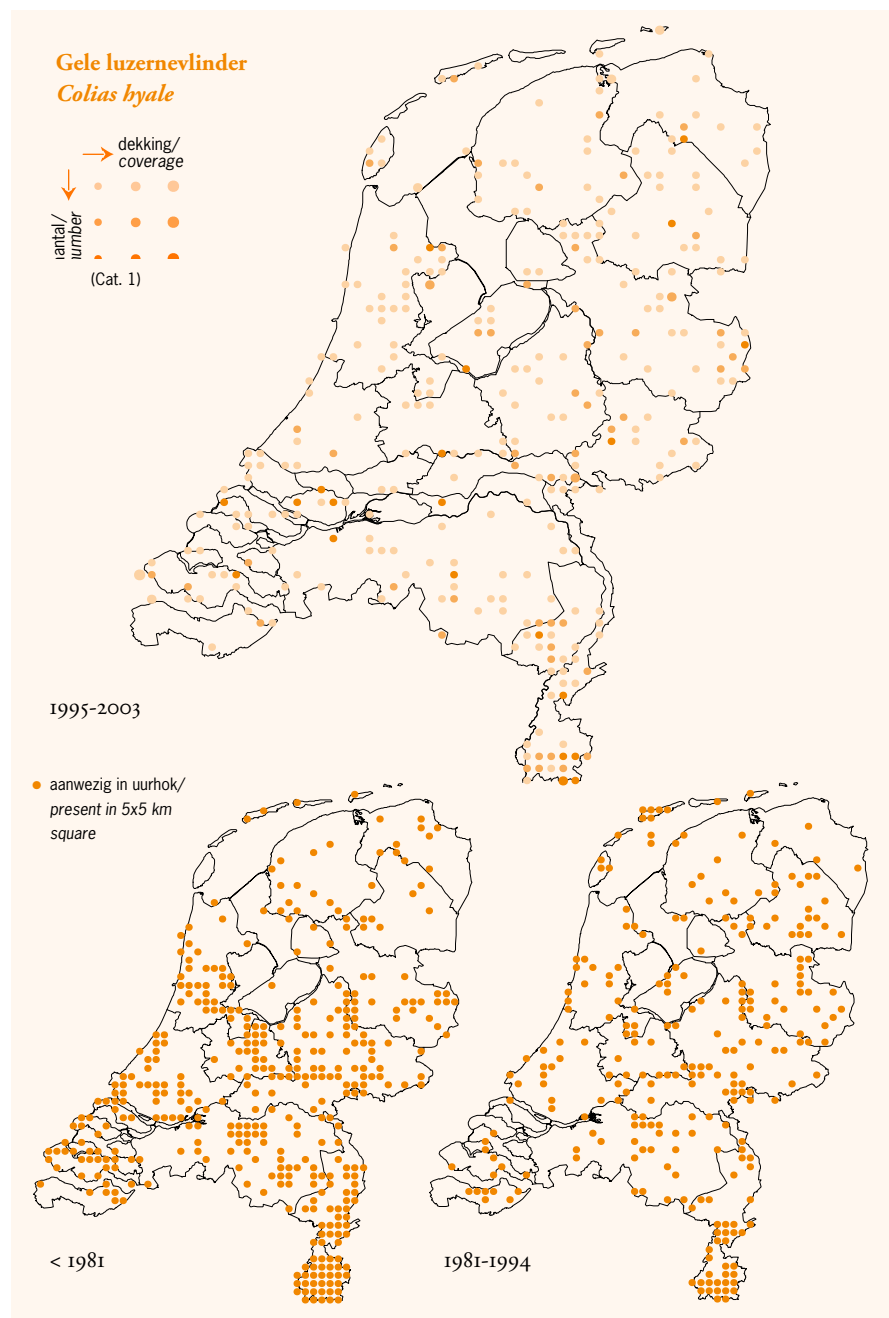 Gele luzernevlinder
Colias hyale
dekking/
coverage
(Cat. 1)
1995-2003
aanwezig in uurhok/
present in 5x5 km
square
< 1981
1981-1994